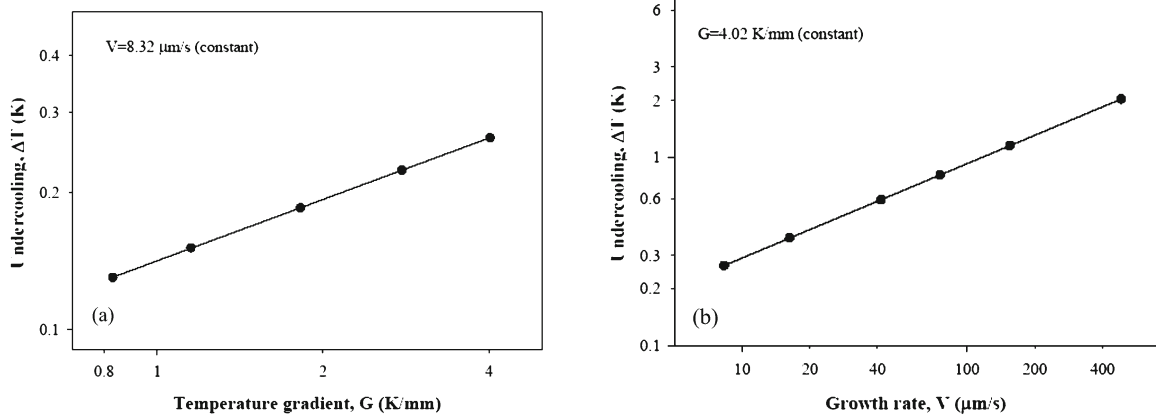 V=8.32 μm/s (constant)
0.4
0.3
0.2
0.1
Undercooling, ΔT (K)
(a)
0.8 1 2 4
Temperature gradient, G (K/mm)
G=4.02 K/mm (constant)
6
3
2
1
0.6
0.3
0.2
0.1
Undercooling, ΔT (K)
(b)
10 20 40 100 200 400
Growth rate, V (μm/s)